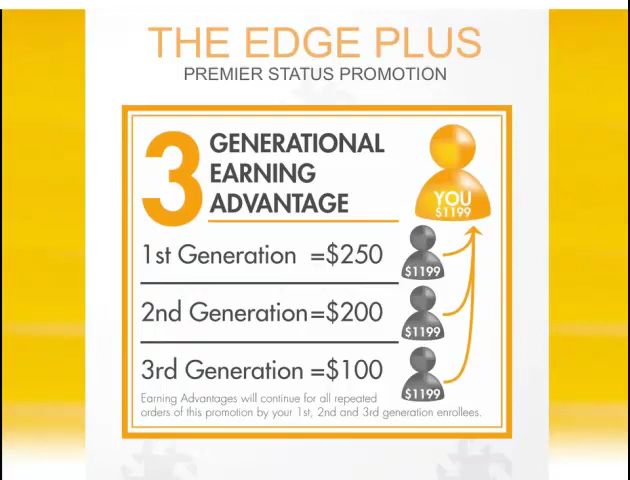 THE EDGE PLUS
PREMIER STATUS PROMOTION
3 GENERATIONAL
EARNING
ADVANTAGE
YOU
$1199
1st Generation =$250
$1199
2nd Generation=$200
$1199
3rd Generation =$100
$1199
Earning Advantages will continue for all repeated
orders of this promotion by your 1st, 2nd and 3rd generation enrollees.